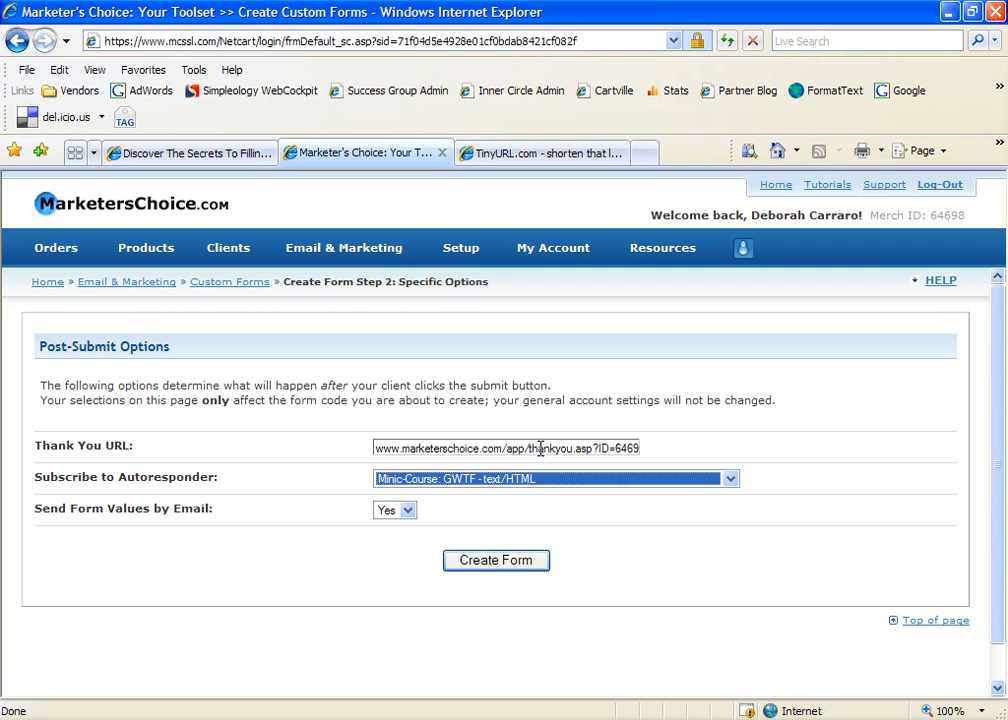 Marketer's Choice: Your Toolset >> Create Custom Forms - Windows Internet Explorer
https://www.mcssl.com/Netcart/login/frmDefault_sc.asp?sid=71f04d5e4928e01cf0bdab8421cf082f
Live Search
File Edit View Favorites Tools Help
Links Vendors AdWords Simpleology WebCockpit Success Group Admin Inner Circle Admin Cartville Stats Partner Blog FormatText Google »
del.icio.us TAG
Discover The Secrets To Fillin... Marketer's Choice: Your T... TinyURL.com - shorten that l... Page »
Home Tutorials Support Log-Out
MarketersChoice.com
Welcome back, Deborah Carraro! Merch ID: 64698
Orders Products Clients Email & Marketing Setup My Account Resources
Home » Email & Marketing » Custom Forms » Create Form Step 2: Specific Options
HELP
Post-Submit Options
The following options determine what will happen after your client clicks the submit button.
Your selections on this page only affect the form code you are about to create; your general account settings will not be changed.
Thank You URL: www.marketerschoice.com/app/thankyou.asp?ID=6469
Subscribe to Autoresponder: Minic-Course: GWTF - text/HTML
Send Form Values by Email: Yes
Create Form
Top of page
Done Internet 100%